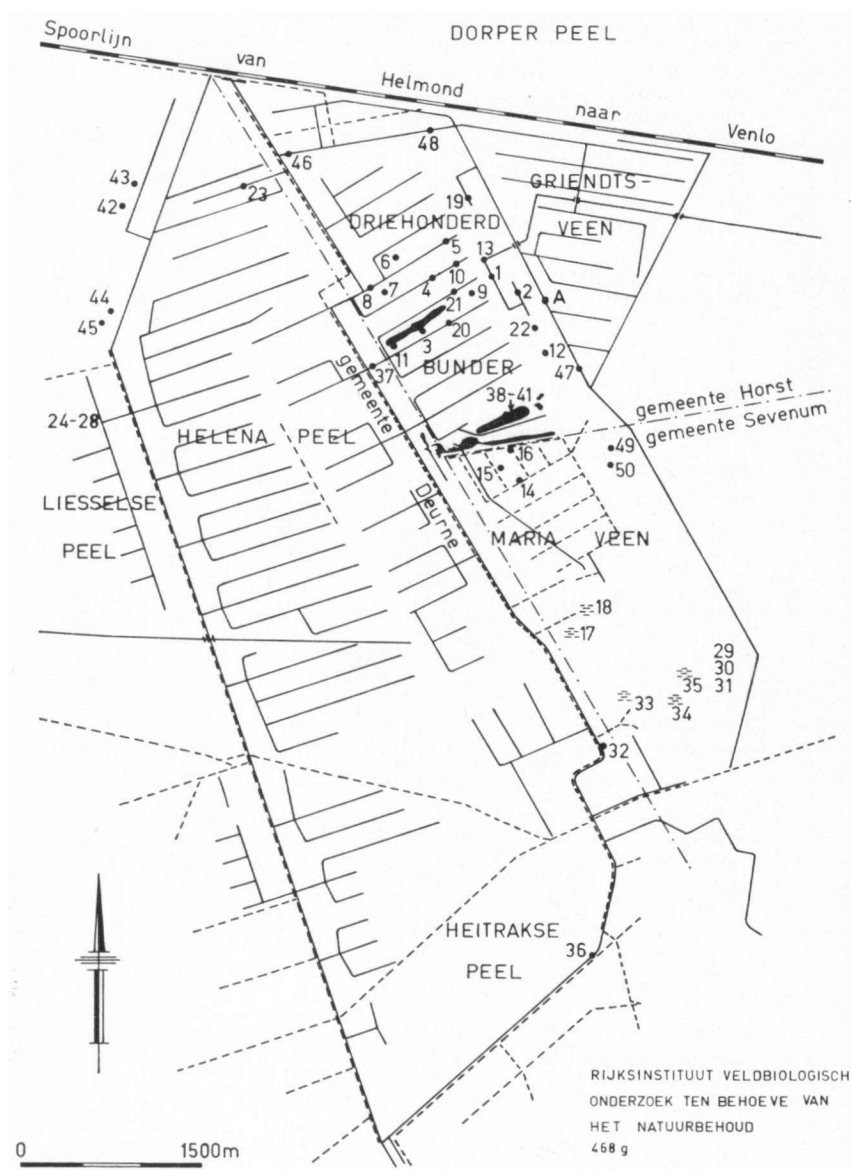 DORPER PEEL
Spoorlijn van Helmond naar Venlo
48
46
43
23
42
GRIENDTS-
19
DRIEHONDERD
VEEN
5
13
6
10
1
8
7
4
9
2
A
21
44
45
20
22
3
11
12
37
BUNDER
47
gemeente
38-41
gemeente Horst
24-28
gemeente Sevenum
HELENA PEEL
16
49
15
50
14
LIESSELSE
Deurne
PEEL
MARIA VEEN
18
17
29
30
35
31
33
34
32
HEITRAKSE
36
PEEL
RIJKSINSTITUUT VELDBIOLOGISCH
ONDERZOEK TEN BEHOEVE VAN
HET NATUURBEHOUD
468 g
0 1500m